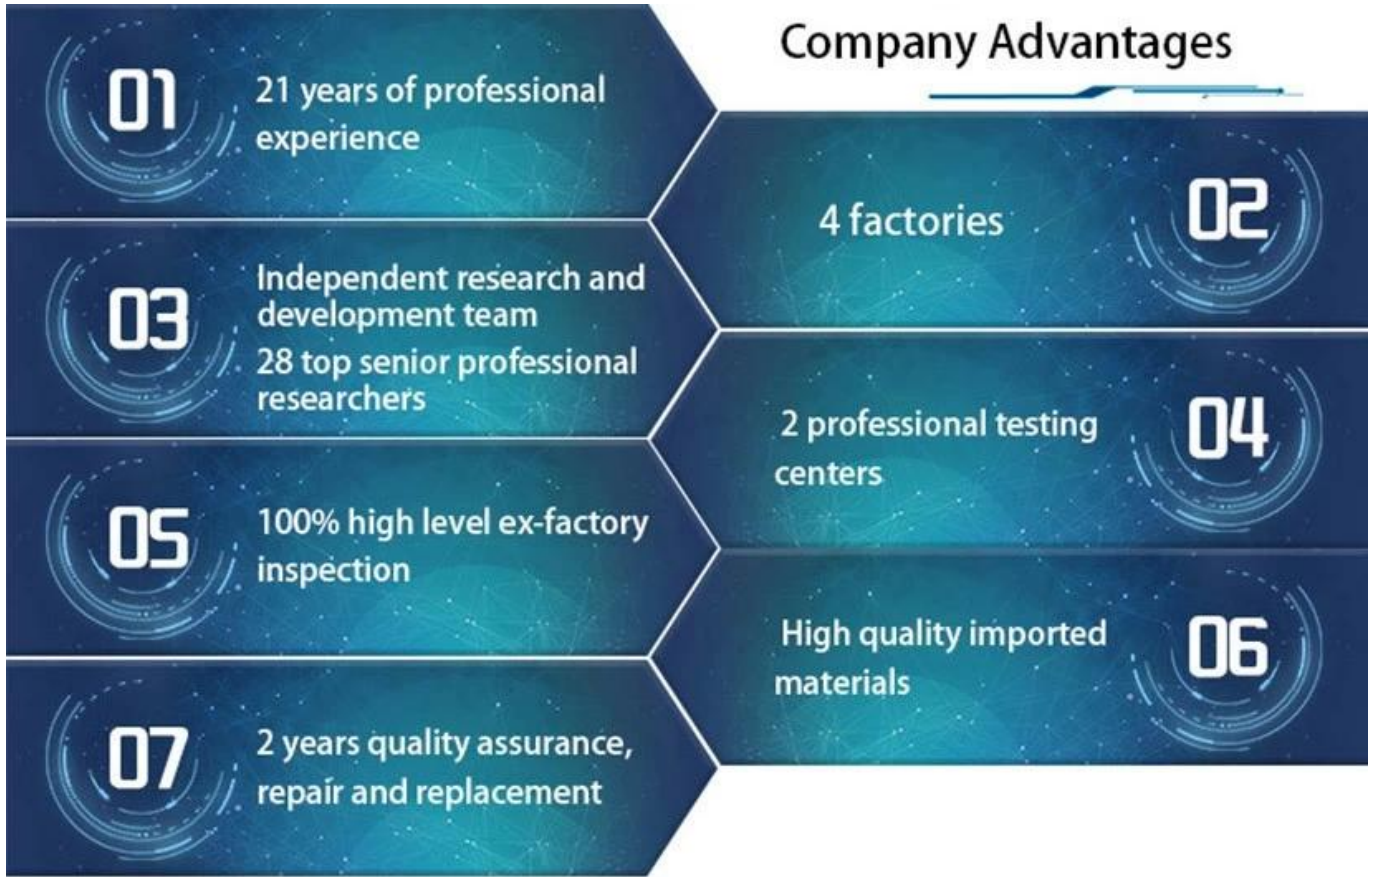 Company Advantages
01
21 years of professional
experience
02
4 factories
03
Independent research and
development team
28 top senior professional
researchers
04
2 professional testing
centers
05
100% high level ex-factory
inspection
06
High quality imported
materials
07
2 years quality assurance,
repair and replacement